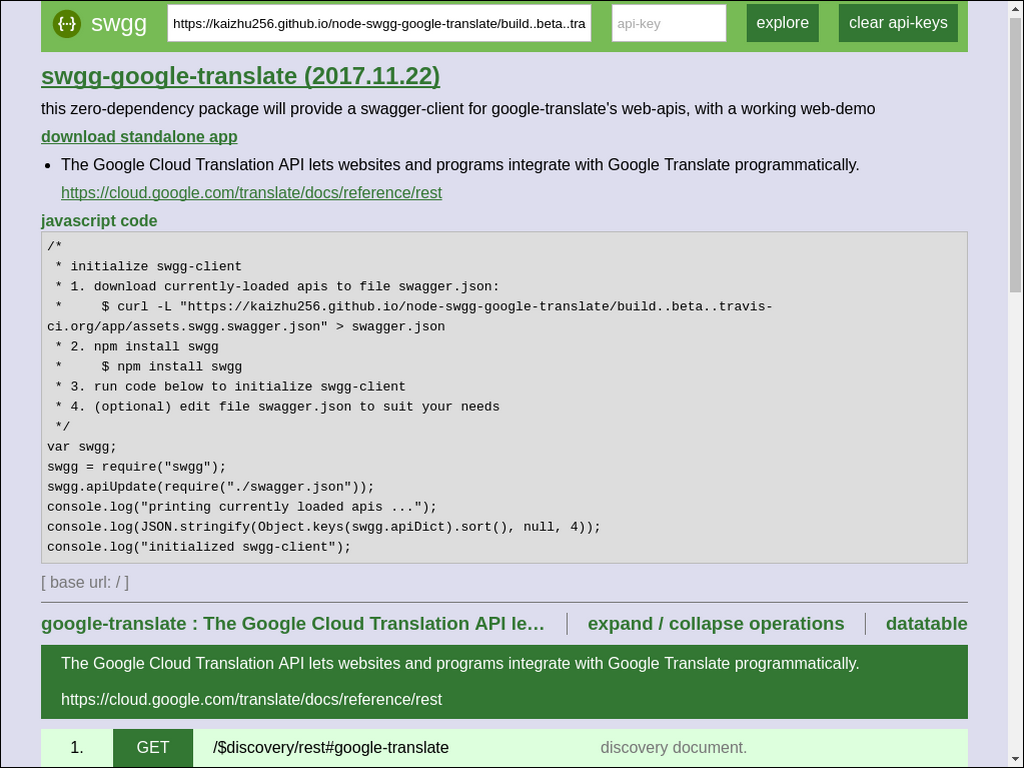 {···} swgg https://kaizhu256.github.io/node-swgg-google-translate/build..beta..tra api-key explore clear api-keys
swgg-google-translate (2017.11.22)
this zero-dependency package will provide a swagger-client for google-translate's web-apis, with a working web-demo
download standalone app
• The Google Cloud Translation API lets websites and programs integrate with Google Translate programmatically.
https://cloud.google.com/translate/docs/reference/rest
javascript code
/*
 * initialize swgg-client
 * 1. download currently-loaded apis to file swagger.json:
 *     $ curl -L "https://kaizhu256.github.io/node-swgg-google-translate/build..beta..travis-
ci.org/app/assets.swgg.swagger.json" > swagger.json
 * 2. npm install swgg
 *     $ npm install swgg
 * 3. run code below to initialize swgg-client
 * 4. (optional) edit file swagger.json to suit your needs
 */
var swgg;
swgg = require("swgg");
swgg.apiUpdate(require("./swagger.json"));
console.log("printing currently loaded apis ...");
console.log(JSON.stringify(Object.keys(swgg.apiDict).sort(), null, 4));
console.log("initialized swgg-client");
[ base url: / ]
google-translate : The Google Cloud Translation API le… expand / collapse operations datatable
The Google Cloud Translation API lets websites and programs integrate with Google Translate programmatically.
https://cloud.google.com/translate/docs/reference/rest
1. GET /$discovery/rest#google-translate discovery document.